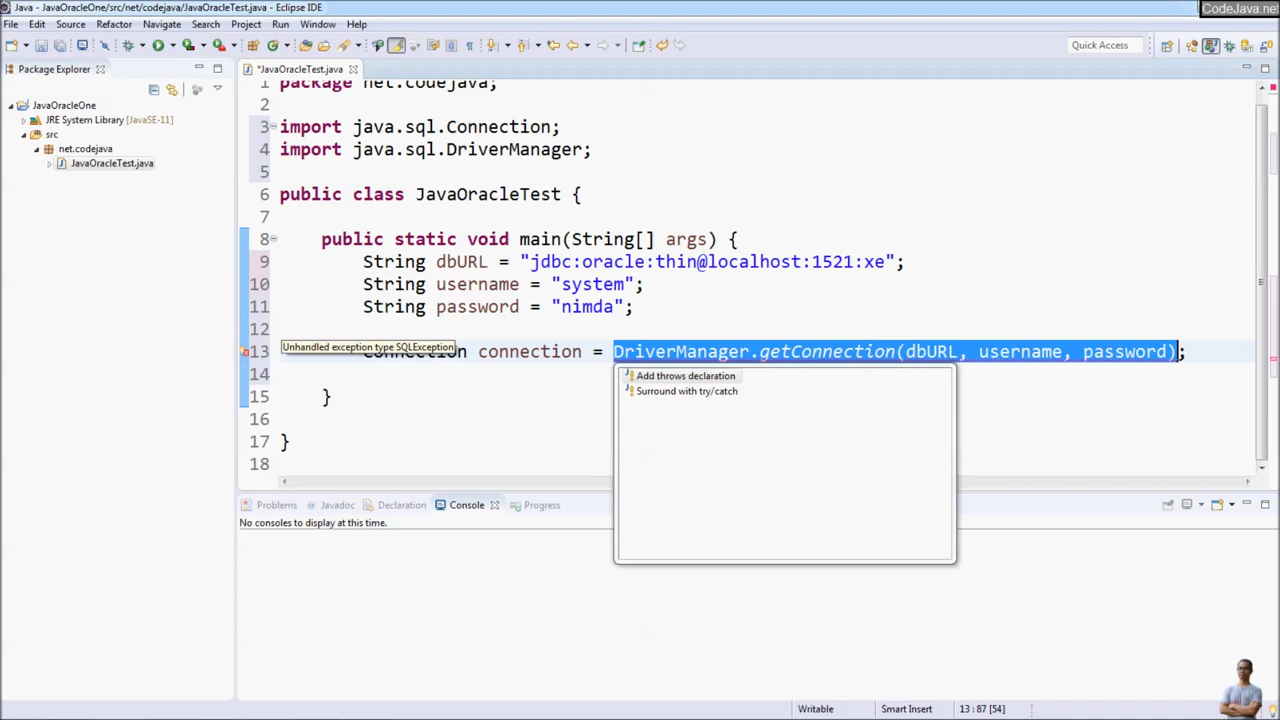 Java - JavaOracleOne/src/net/codejava/JavaOracleTest.java - Eclipse IDE
CodeJava.net
File Edit Source Refactor Navigate Search Project Run Window Help
Quick Access
Package Explorer
*JavaOracleTest.java
JavaOracleOne
JRE System Library [JavaSE-11]
src
net.codejava
JavaOracleTest.java
1 package net.codejava;
2
3 import java.sql.Connection;
4 import java.sql.DriverManager;
5
6 public class JavaOracleTest {
7
8 public static void main(String[] args) {
9 String dbURL = "jdbc:oracle:thin@localhost:1521:xe";
10 String username = "system";
11 String password = "nimda";
12
Unhandled exception type SQLException
13 Connection connection = DriverManager.getConnection(dbURL, username, password);
14
Add throws declaration
Surround with try/catch
15 }
16
17 }
18
Problems Javadoc Declaration Console Progress
No consoles to display at this time.
Writable Smart Insert 13 : 87 [54]